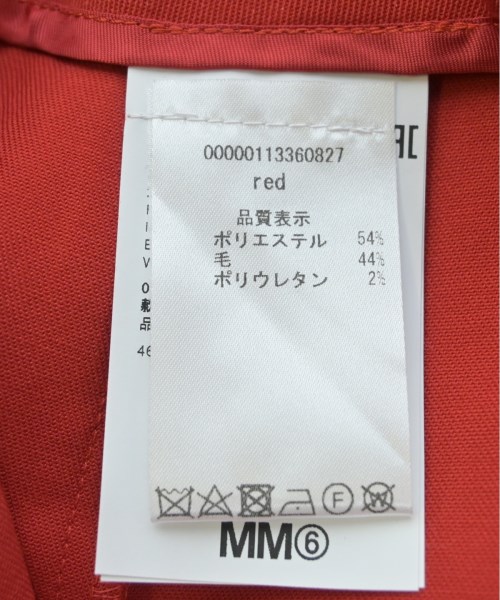 00000113360827
red
品質表示
ポリエステル 54%
毛 44%
ポリウレタン 2%
46
F
W
MM⑥